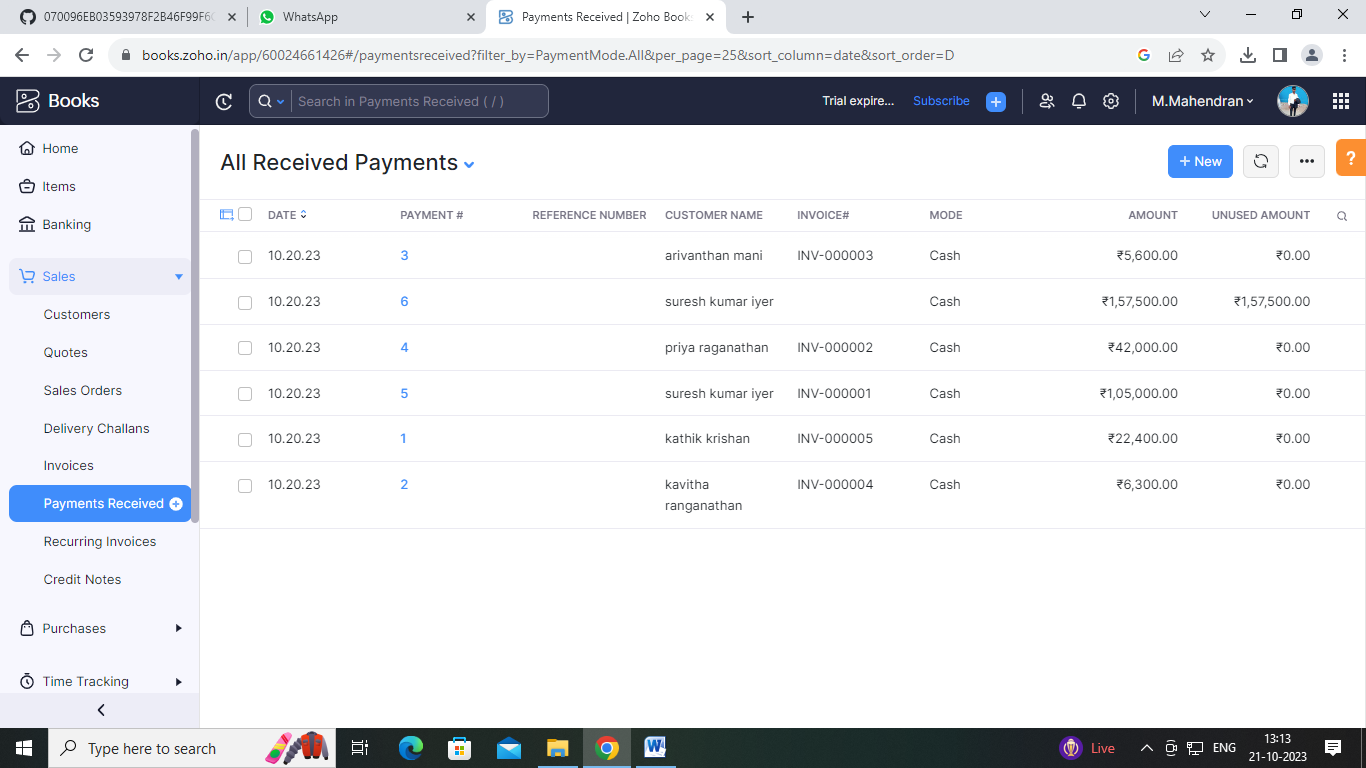 070096EB03593978F2B46F99F6
WhatsApp
Payments Received | Zoho Book
books.zoho.in/app/60024661426#/paymentsreceived?filter_by=PaymentMode.All&per_page=25&sort_column=date&sort_order=D
Books
Search in Payments Received ( / )
Trial expire... Subscribe
M.Mahendran
Home
Items
Banking
Sales
Customers
Quotes
Sales Orders
Delivery Challans
Invoices
Payments Received
Recurring Invoices
Credit Notes
Purchases
Time Tracking
All Received Payments
+ New
?
DATE PAYMENT # REFERENCE NUMBER CUSTOMER NAME INVOICE# MODE AMOUNT UNUSED AMOUNT
10.20.23 3 arivanthan mani INV-000003 Cash ₹5,600.00 ₹0.00
10.20.23 6 suresh kumar iyer Cash ₹1,57,500.00 ₹1,57,500.00
10.20.23 4 priya raganathan INV-000002 Cash ₹42,000.00 ₹0.00
10.20.23 5 suresh kumar iyer INV-000001 Cash ₹1,05,000.00 ₹0.00
10.20.23 1 kathik krishan INV-000005 Cash ₹22,400.00 ₹0.00
10.20.23 2 kavitha INV-000004 Cash ₹6,300.00 ₹0.00
ranganathan
Type here to search
Live
ENG
13:13
21-10-2023